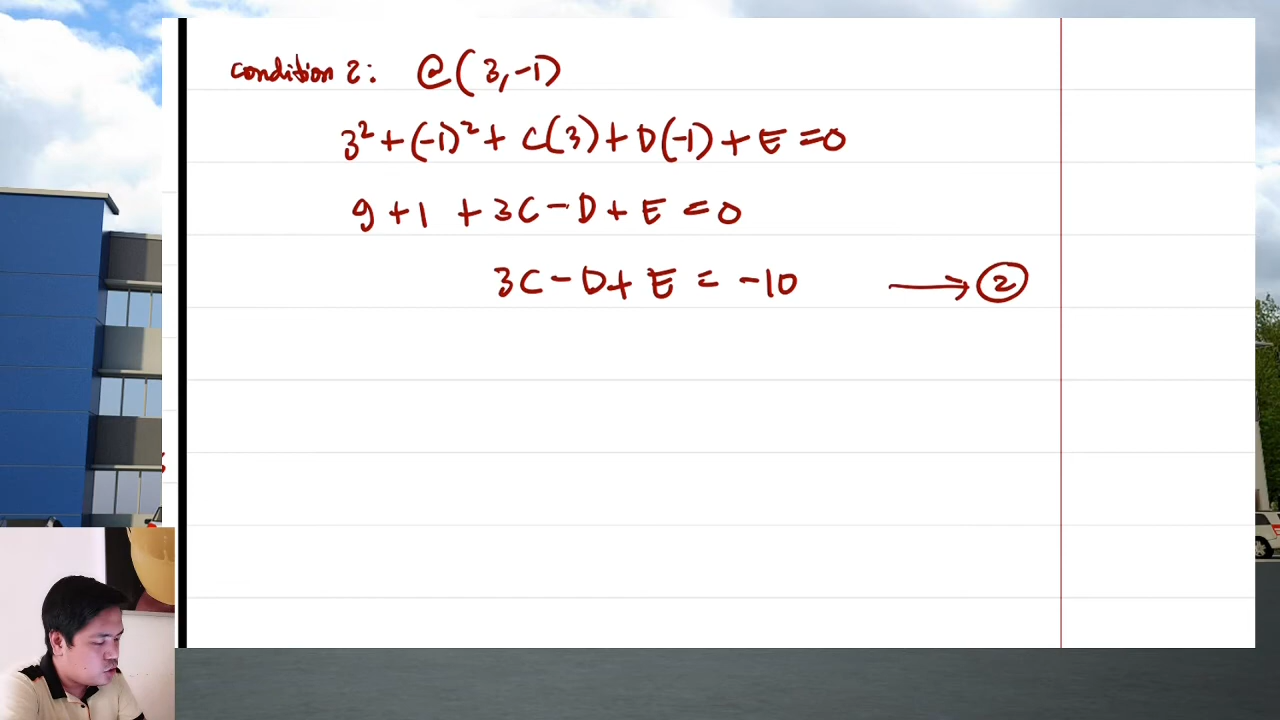 Condition 2: @(3,-1)
3² + (-1)² + C(3) + D(-1) + E = 0
9 + 1 + 3C - D + E = 0
3C - D + E = -10 → ②